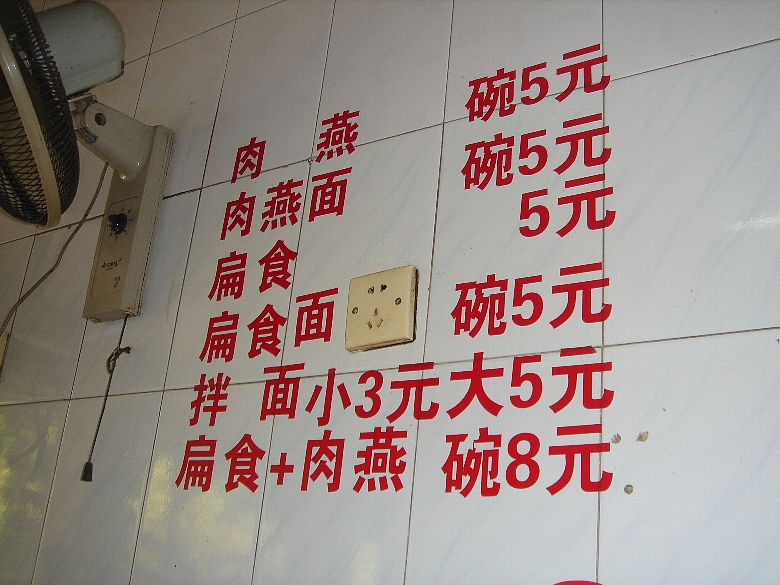 肉 燕 碗5元
肉燕面 碗5元
扁食 5元
扁食面 碗5元
拌 面小3元大5元
扁食+肉燕 碗8元